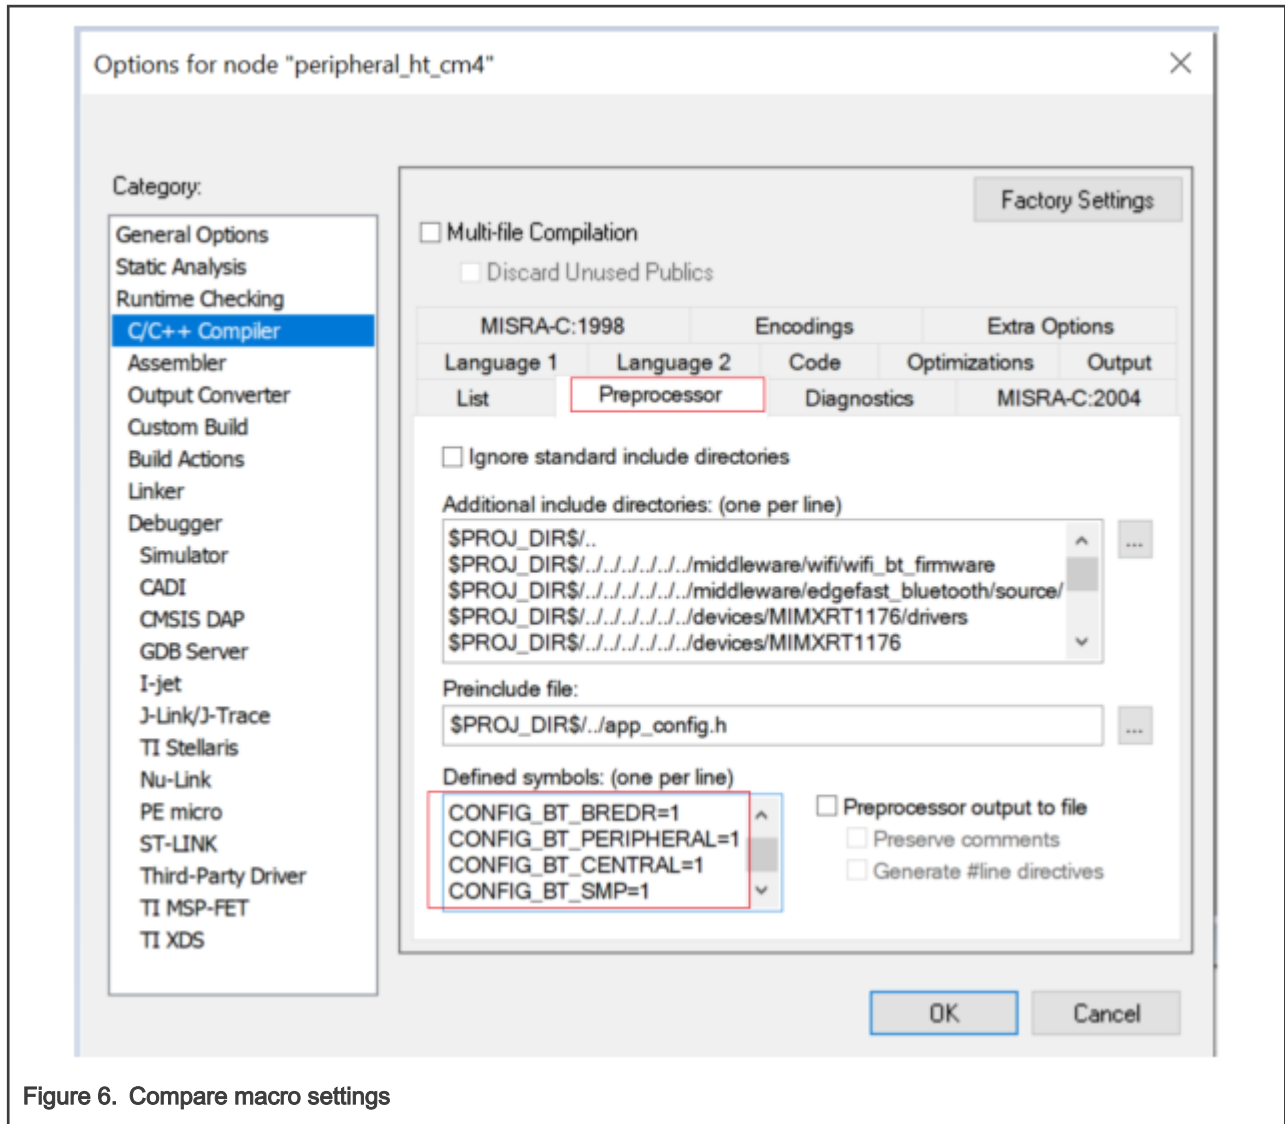 Options for node "peripheral_ht_cm4"
Category:
General Options
Static Analysis
Runtime Checking
C/C++ Compiler
Assembler
Output Converter
Custom Build
Build Actions
Linker
Debugger
Simulator
CADI
CMSIS DAP
GDB Server
I-jet
J-Link/J-Trace
TI Stellaris
Nu-Link
PE micro
ST-LINK
Third-Party Driver
TI MSP-FET
TI XDS
Factory Settings
Multi-file Compilation
Discard Unused Publics
MISRA-C:1998 Encodings Extra Options
Language 1 Language 2 Code Optimizations Output
List Preprocessor Diagnostics MISRA-C:2004
Ignore standard include directories
Additional include directories: (one per line)
$PROJ_DIR$/..
$PROJ_DIR$/../../../../../../../middleware/wifi/wifi_bt_firmware
$PROJ_DIR$/../../../../../../../middleware/edgefast_bluetooth/source/
$PROJ_DIR$/../../../../../../../devices/MIMXRT1176/drivers
$PROJ_DIR$/../../../../../../../devices/MIMXRT1176
...
Preinclude file:
$PROJ_DIR$/../app_config.h
...
Defined symbols: (one per line)
CONFIG_BT_BREDR=1
CONFIG_BT_PERIPHERAL=1
CONFIG_BT_CENTRAL=1
CONFIG_BT_SMP=1
Preprocessor output to file
Preserve comments
Generate #line directives
OK Cancel
Figure 6. Compare macro settings